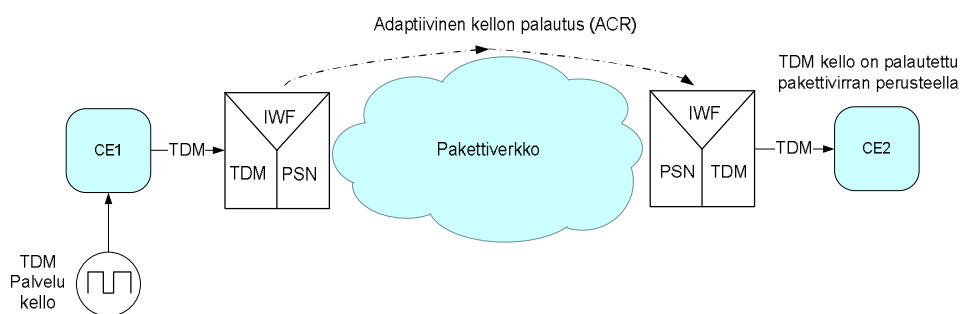 Adaptiivinen kellon palautus (ACR)
TDM kello on palautettu
pakettivirran perusteella
CE1
TDM
IWF
TDM
PSN
Pakettiverkko
IWF
PSN
TDM
TDM
CE2
TDM
Palvelu
kello